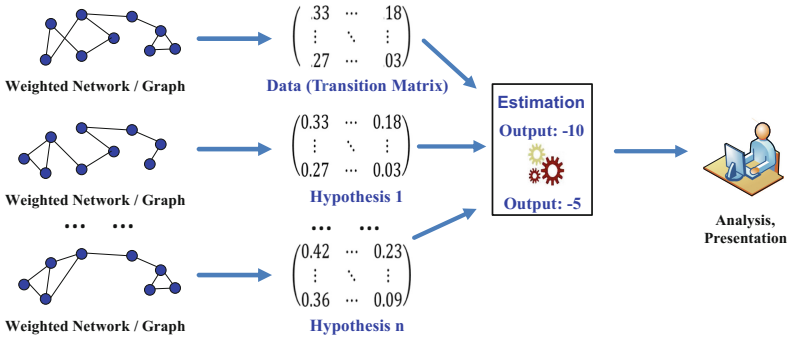 .33 ⋯ .18
⋮ ⋱ ⋮
.27 ⋯ .03
Weighted Network / Graph
Data (Transition Matrix)
Estimation
Output: -10
Output: -5
0.33 ⋯ 0.18
⋮ ⋱ ⋮
0.27 ⋯ 0.03
Weighted Network / Graph
Hypothesis 1
... ...
... ...
0.42 ⋯ 0.23
⋮ ⋱ ⋮
0.36 ⋯ 0.09
Weighted Network / Graph
Hypothesis n
Analysis,
Presentation